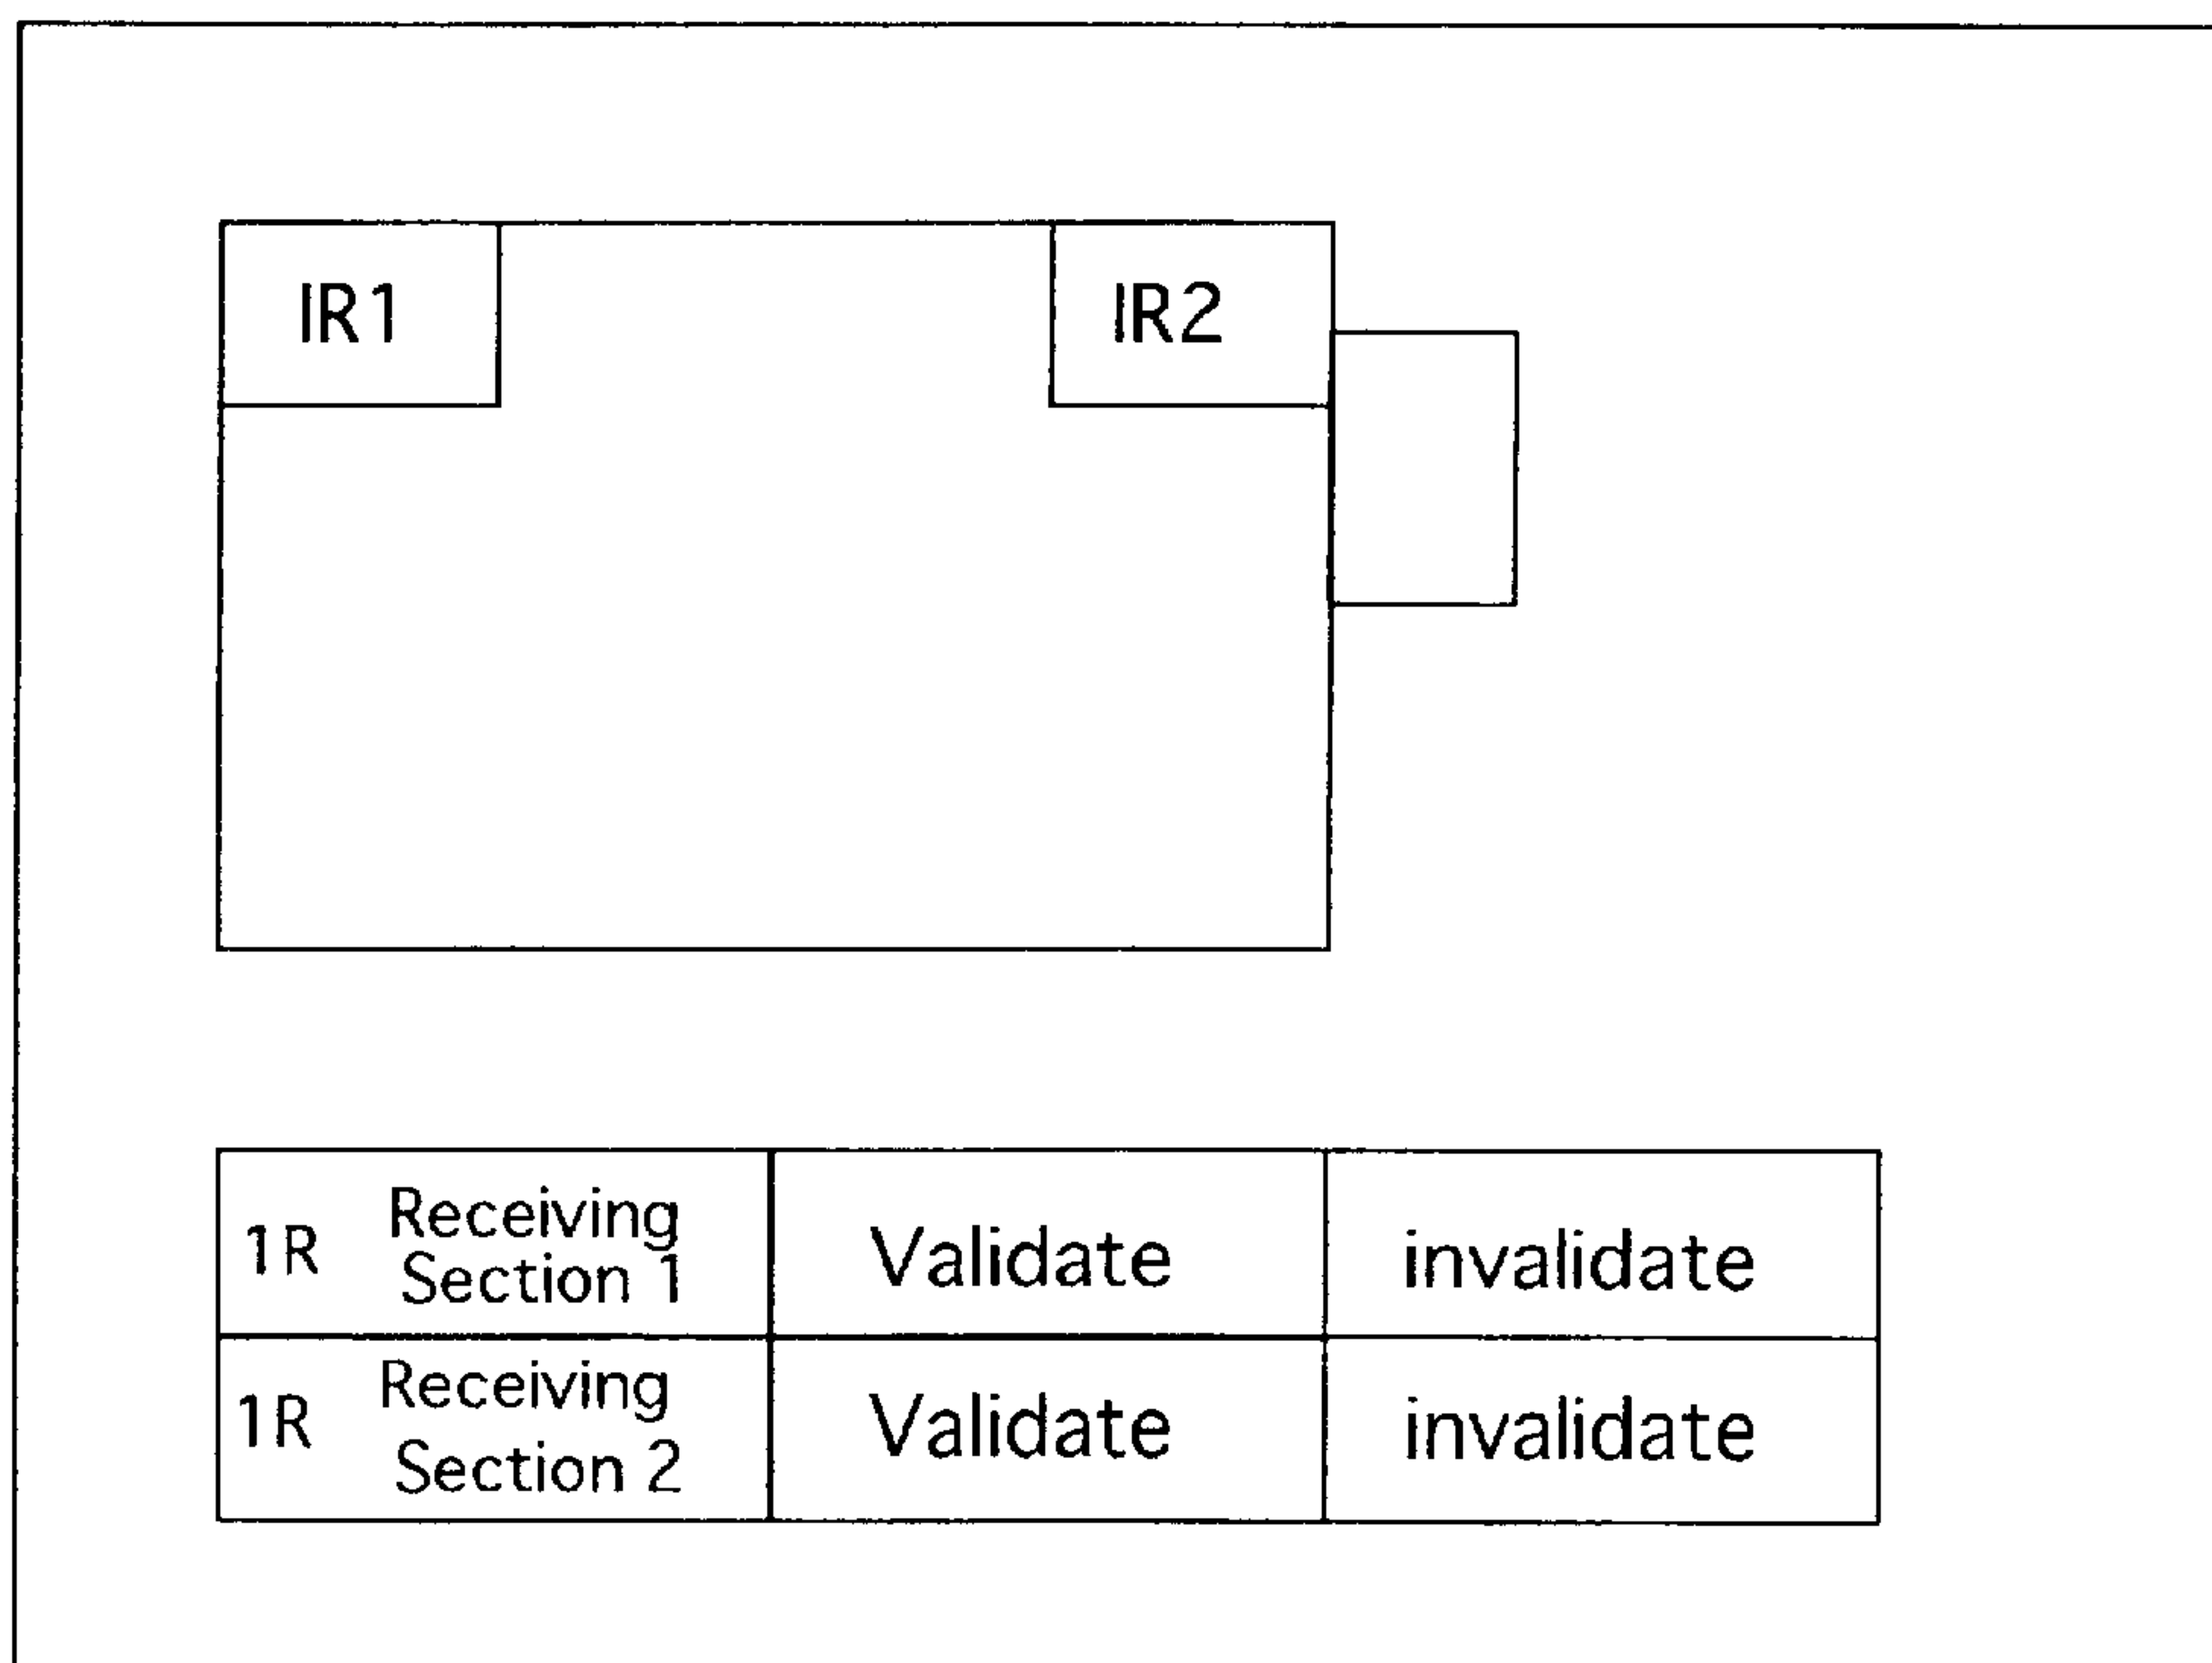 IR1 IR2
1R Receiving Section 1 Validate invalidate
1R Receiving Section 2 Validate invalidate